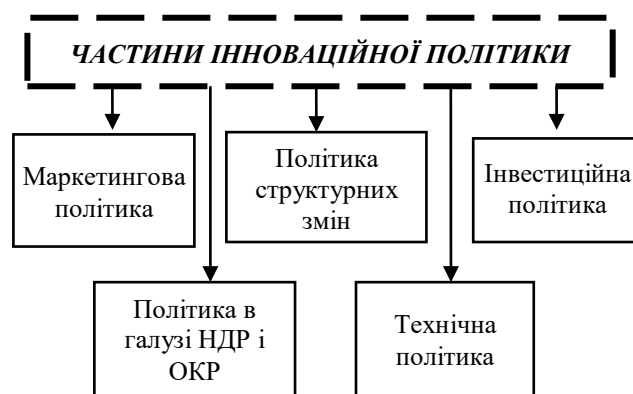 ЧАСТИНИ ІННОВАЦІЙНОЇ ПОЛІТИКИ
Маркетингова
політика
Політика
структурних
змін
Інвестиційна
політика
Політика в
галузі НДР і
ОКР
Технічна
політика